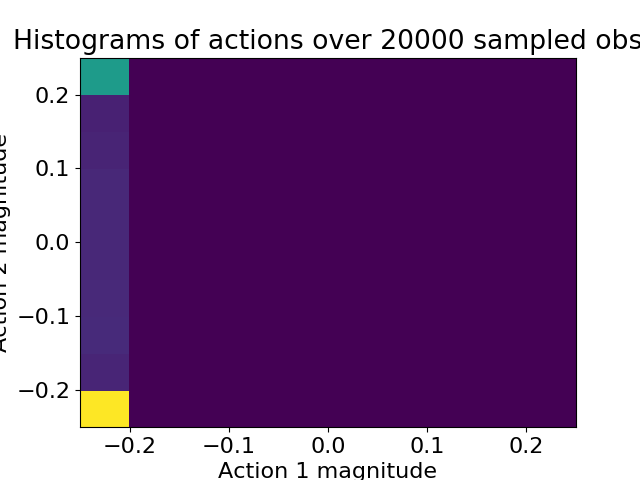 Histograms of actions over 20000 sampled obs
0.2
0.1
0.0
−0.1
−0.2
Action 2 magnitude
−0.2 −0.1 0.0 0.1 0.2
Action 1 magnitude